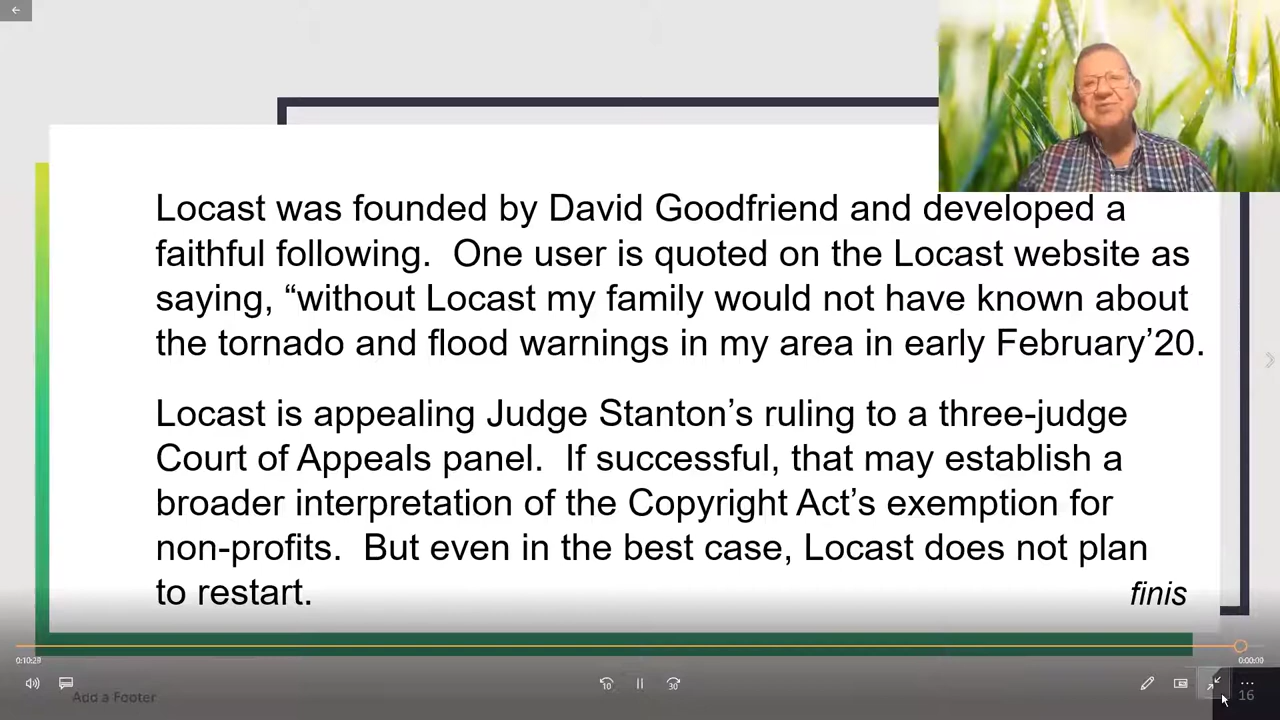 Locast was founded by David Goodfriend and developed a
faithful following.  One user is quoted on the Locast website as
saying, “without Locast my family would not have known about
the tornado and flood warnings in my area in early February’20.
Locast is appealing Judge Stanton’s ruling to a three-judge
Court of Appeals panel.  If successful, that may establish a
broader interpretation of the Copyright Act’s exemption for
non-profits.  But even in the best case, Locast does not plan
to restart.
finis
0:10:29
0:00:00
10
30
Add a Footer
16